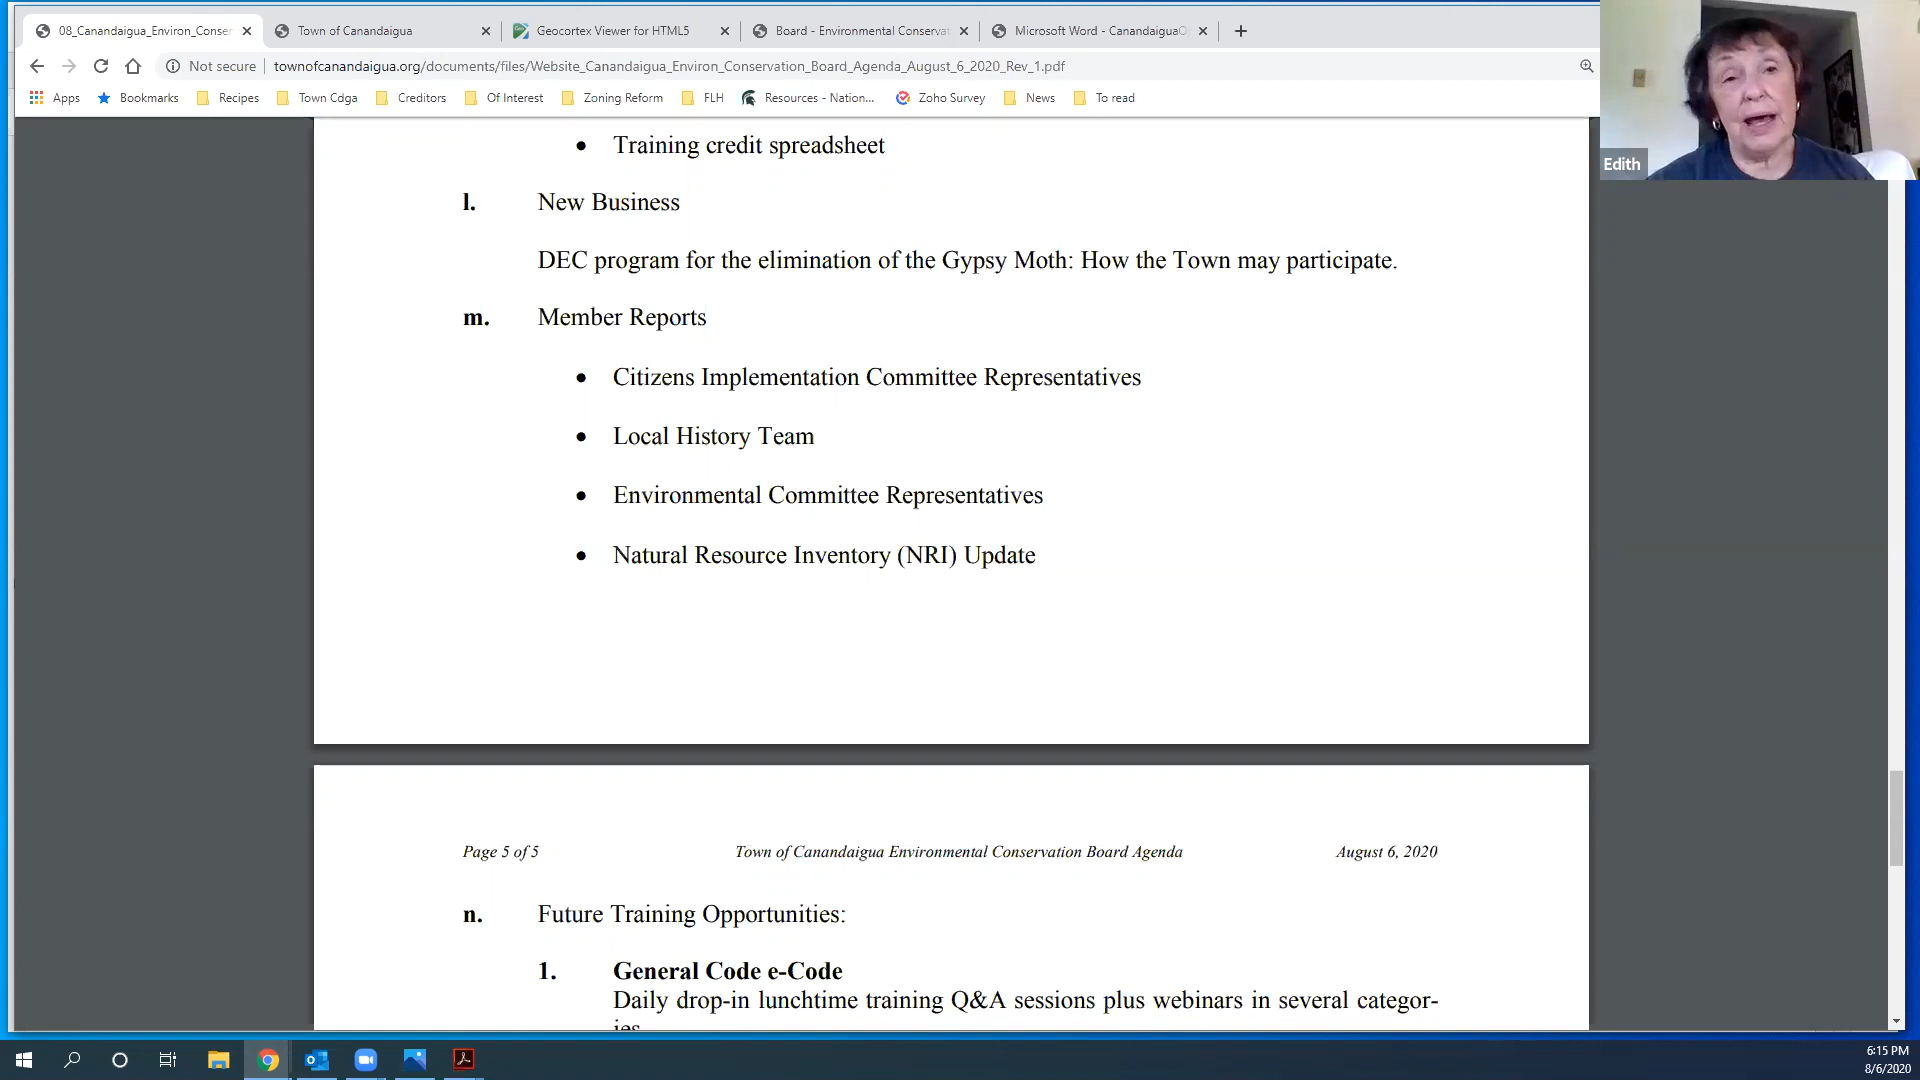 08_Canandaigua_Environ_Conser
Town of Canandaigua
Geocortex Viewer for HTML5
Board - Environmental Conservat
Microsoft Word - CanandaiguaO
Not secure
townofcanandaigua.org/documents/files/Website_Canandaigua_Environ_Conservation_Board_Agenda_August_6_2020_Rev_1.pdf
Apps
Bookmarks
Recipes
Town Cdga
Creditors
Of Interest
Zoning Reform
FLH
Resources - Nation...
Zoho Survey
News
To read
Edith
• Training credit spreadsheet
l. New Business
DEC program for the elimination of the Gypsy Moth: How the Town may participate.
m. Member Reports
• Citizens Implementation Committee Representatives
• Local History Team
• Environmental Committee Representatives
• Natural Resource Inventory (NRI) Update
Page 5 of 5 Town of Canandaigua Environmental Conservation Board Agenda August 6, 2020
n. Future Training Opportunities:
1. General Code e-Code
Daily drop-in lunchtime training Q&A sessions plus webinars in several categor-
ies
6:15 PM
8/6/2020